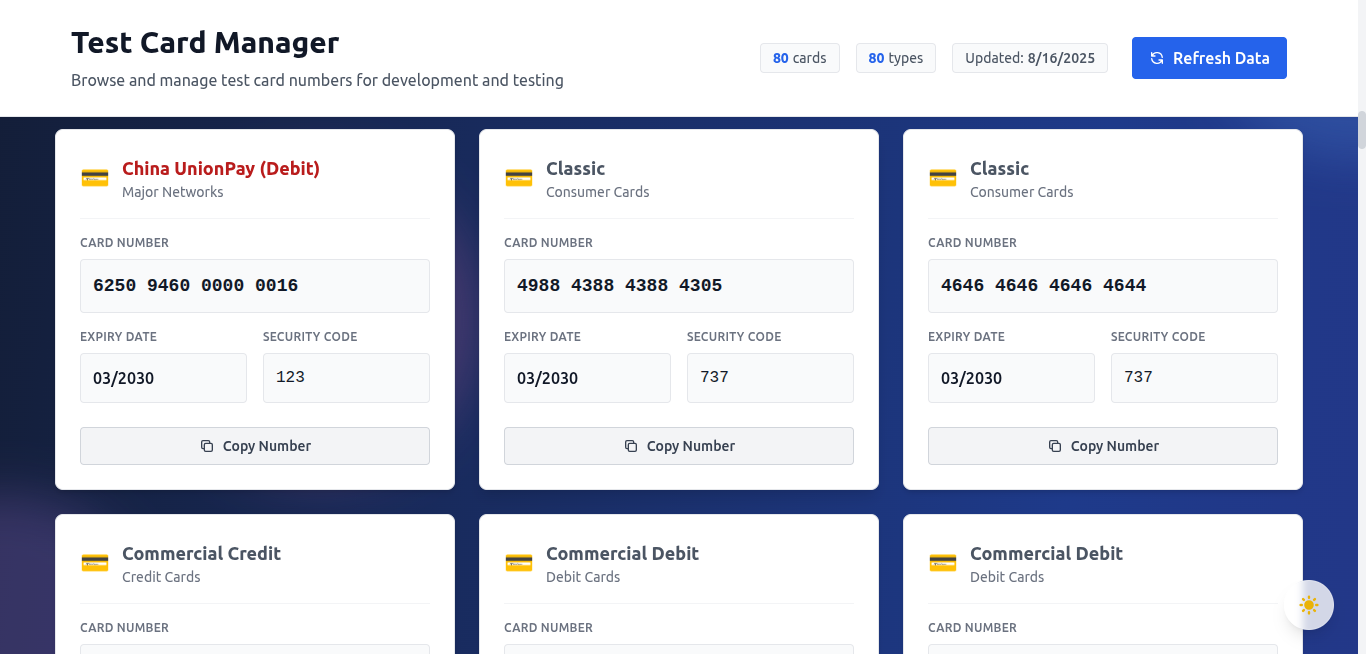 Test Card Manager
Browse and manage test card numbers for development and testing
80 cards
80 types
Updated: 8/16/2025
Refresh Data
China UnionPay (Debit)
Major Networks
CARD NUMBER
6250 9460 0000 0016
EXPIRY DATE
SECURITY CODE
03/2030
123
Copy Number
Classic
Consumer Cards
CARD NUMBER
4988 4388 4388 4305
EXPIRY DATE
SECURITY CODE
03/2030
737
Copy Number
Classic
Consumer Cards
CARD NUMBER
4646 4646 4646 4644
EXPIRY DATE
SECURITY CODE
03/2030
737
Copy Number
Commercial Credit
Credit Cards
CARD NUMBER
Commercial Debit
Debit Cards
CARD NUMBER
Commercial Debit
Debit Cards
CARD NUMBER